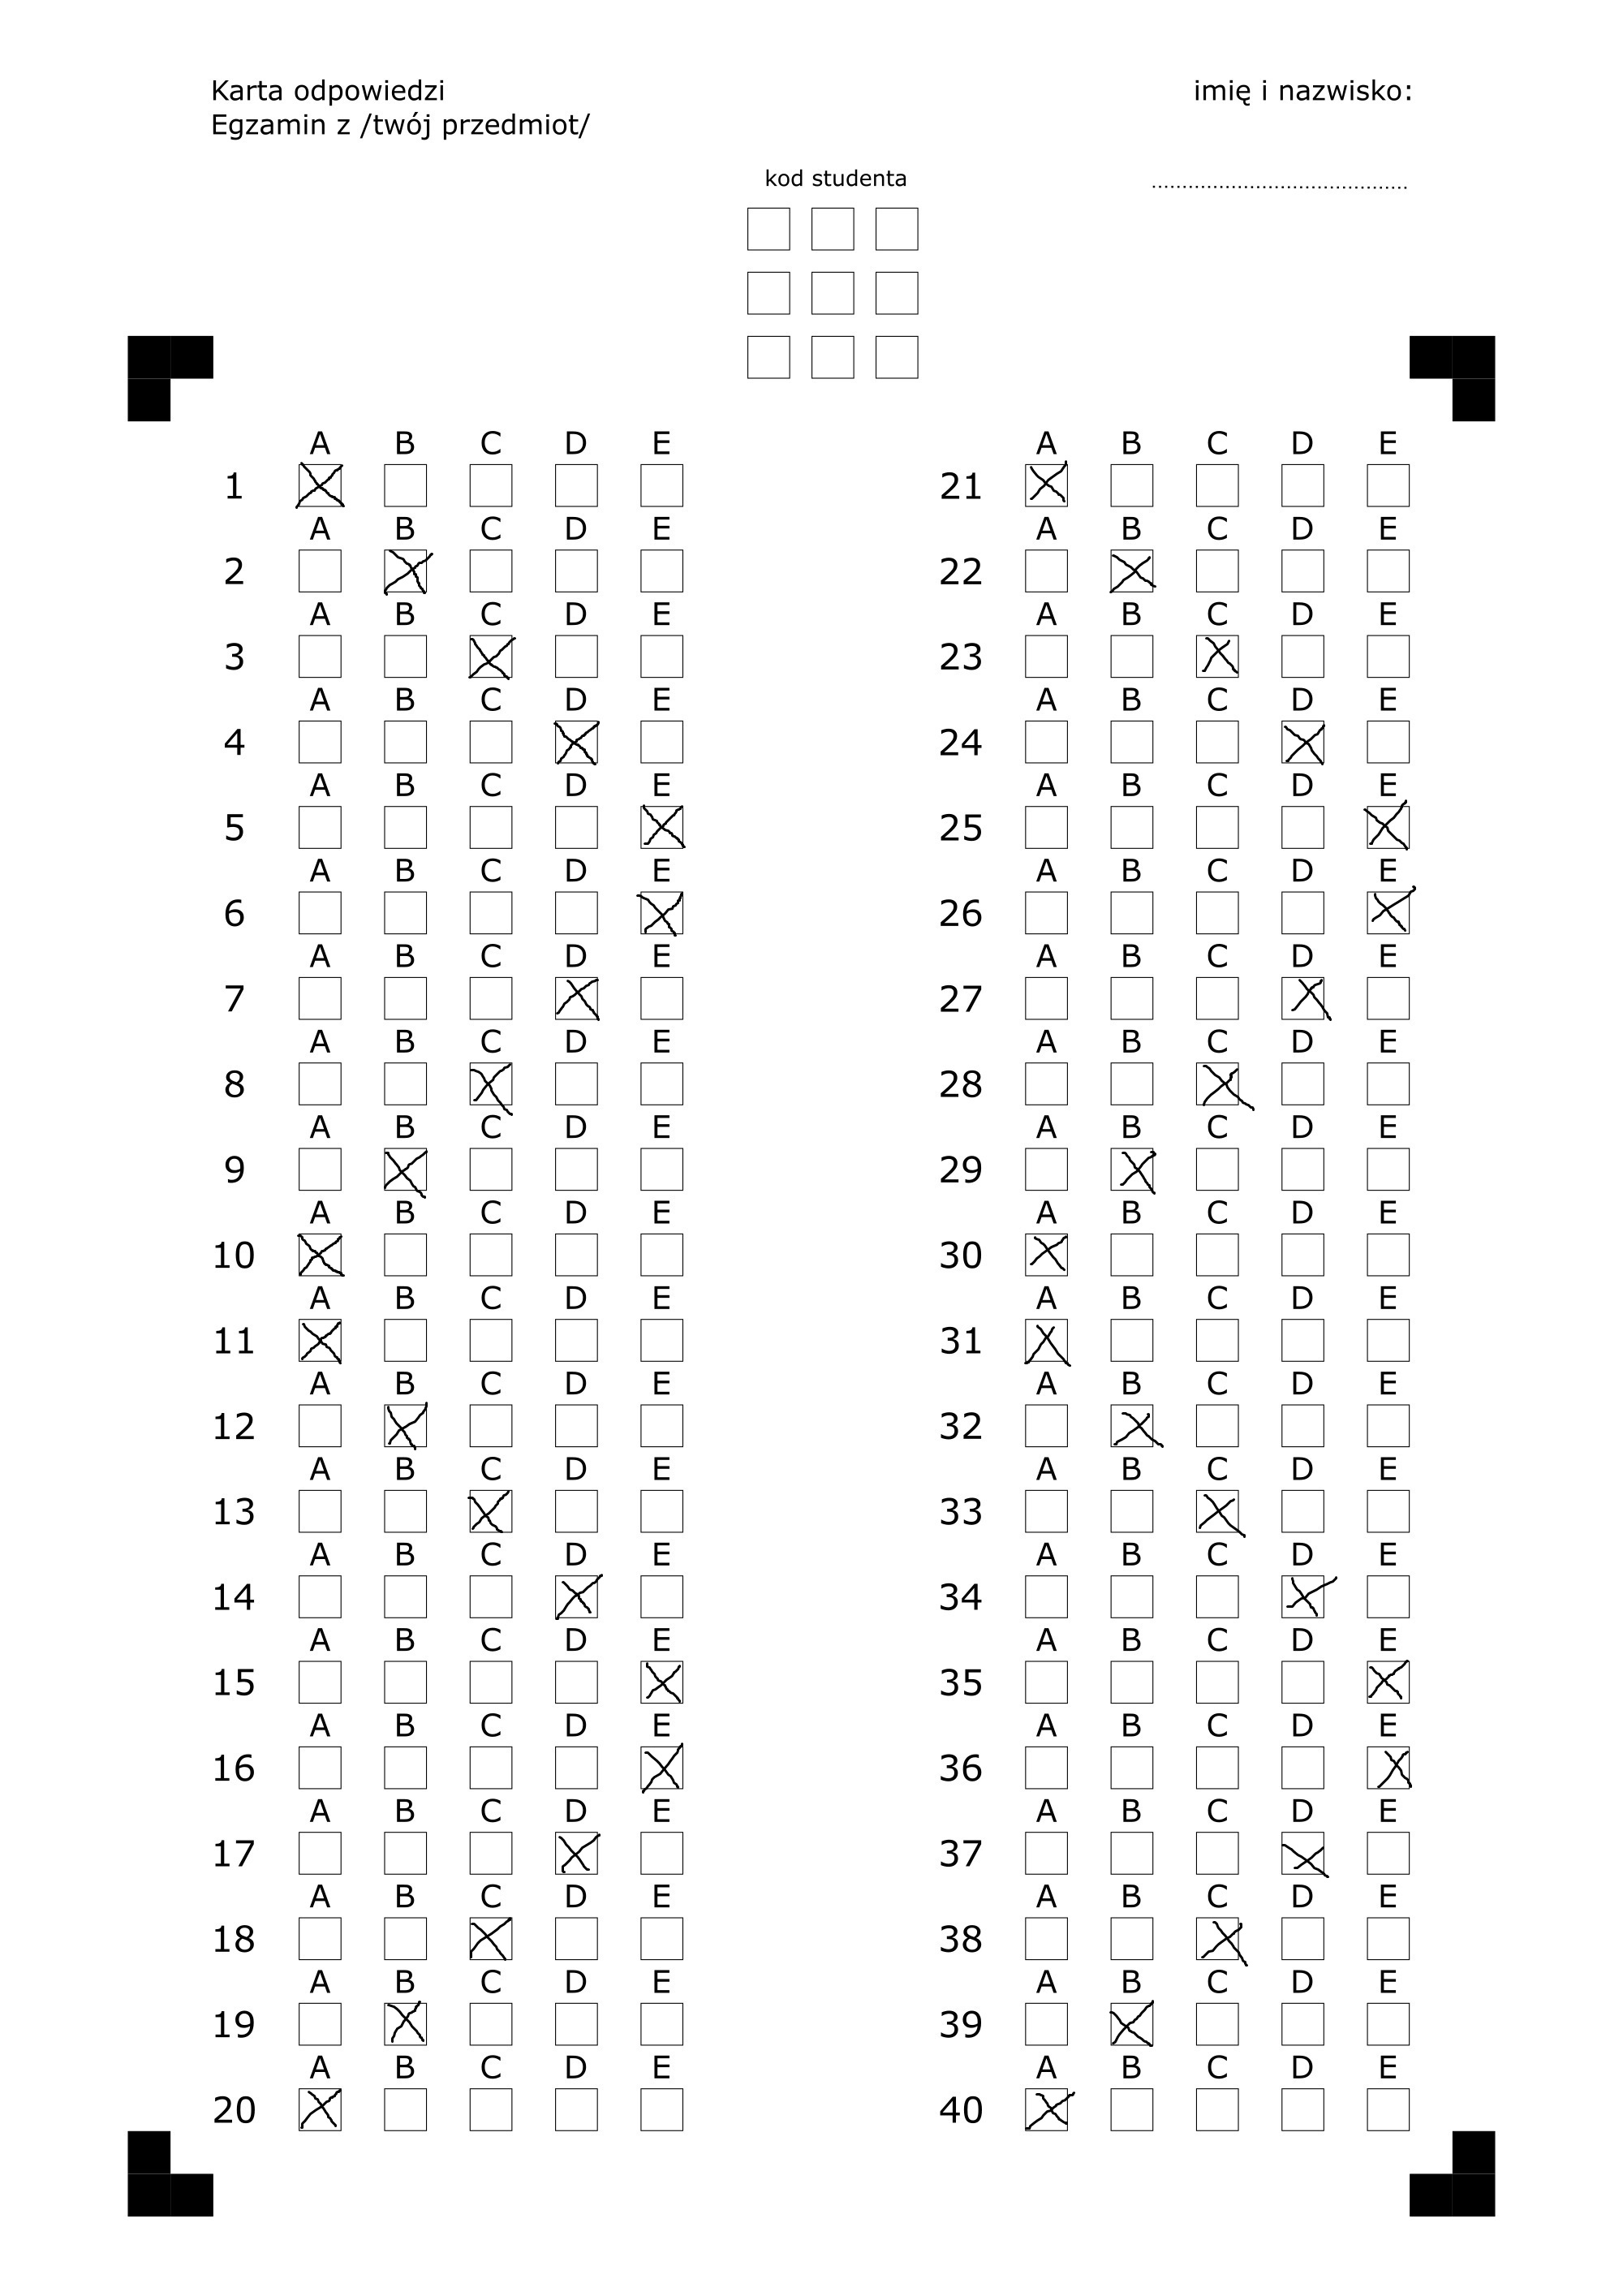 Karta odpowiedzi
Egzamin z /twój przedmiot/
imię i nazwisko:
kod studenta
..........................................
A B C D E
1
A B C D E
2
A B C D E
3
A B C D E
4
A B C D E
5
A B C D E
6
A B C D E
7
A B C D E
8
A B C D E
9
A B C D E
10
A B C D E
11
A B C D E
12
A B C D E
13
A B C D E
14
A B C D E
15
A B C D E
16
A B C D E
17
A B C D E
18
A B C D E
19
A B C D E
20
A B C D E
21
A B C D E
22
A B C D E
23
A B C D E
24
A B C D E
25
A B C D E
26
A B C D E
27
A B C D E
28
A B C D E
29
A B C D E
30
A B C D E
31
A B C D E
32
A B C D E
33
A B C D E
34
A B C D E
35
A B C D E
36
A B C D E
37
A B C D E
38
A B C D E
39
A B C D E
40